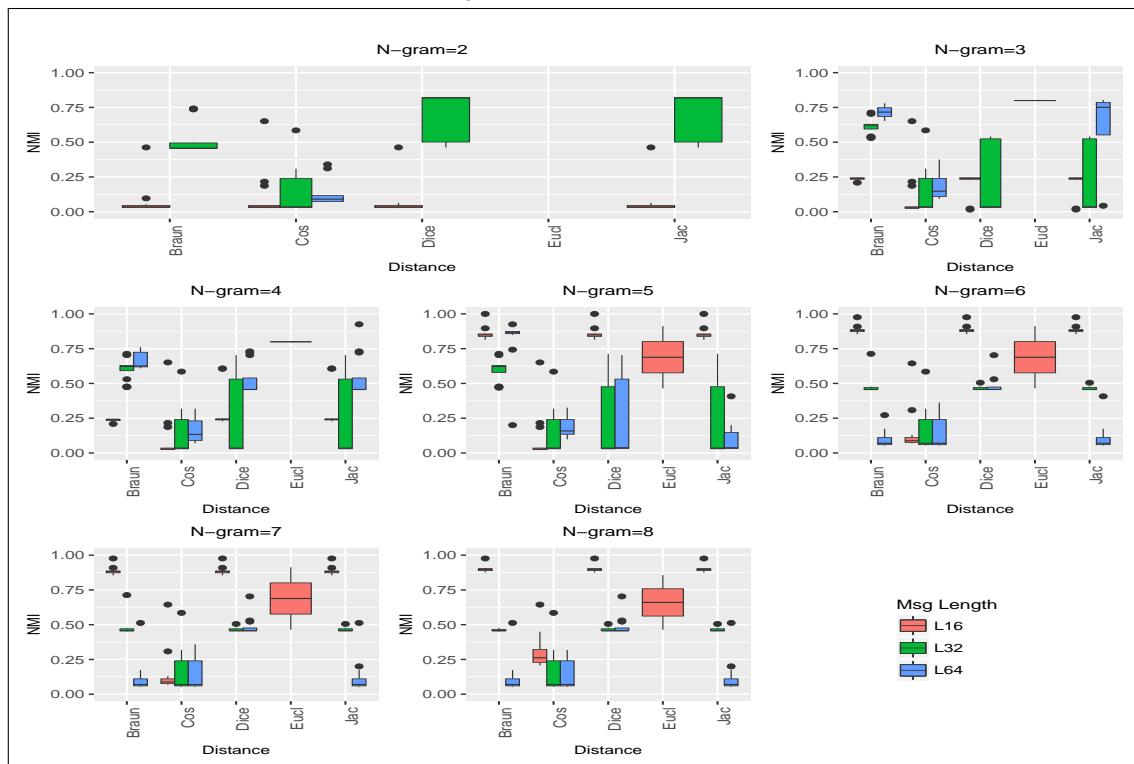 N−gram=2
1.00
0.75
0.50
0.25
0.00
NMI
Braun
Cos
Dice
Eucl
Jac
Distance
N−gram=3
1.00
0.75
0.50
0.25
0.00
NMI
Braun
Cos
Dice
Eucl
Jac
Distance
N−gram=4
1.00
0.75
0.50
0.25
0.00
NMI
Braun
Cos
Dice
Eucl
Jac
Distance
N−gram=5
1.00
0.75
0.50
0.25
0.00
NMI
Braun
Cos
Dice
Eucl
Jac
Distance
N−gram=6
1.00
0.75
0.50
0.25
0.00
NMI
Braun
Cos
Dice
Eucl
Jac
Distance
N−gram=7
1.00
0.75
0.50
0.25
0.00
NMI
Braun
Cos
Dice
Eucl
Jac
Distance
N−gram=8
1.00
0.75
0.50
0.25
0.00
NMI
Braun
Cos
Dice
Eucl
Jac
Distance
Msg Length
L16
L32
L64